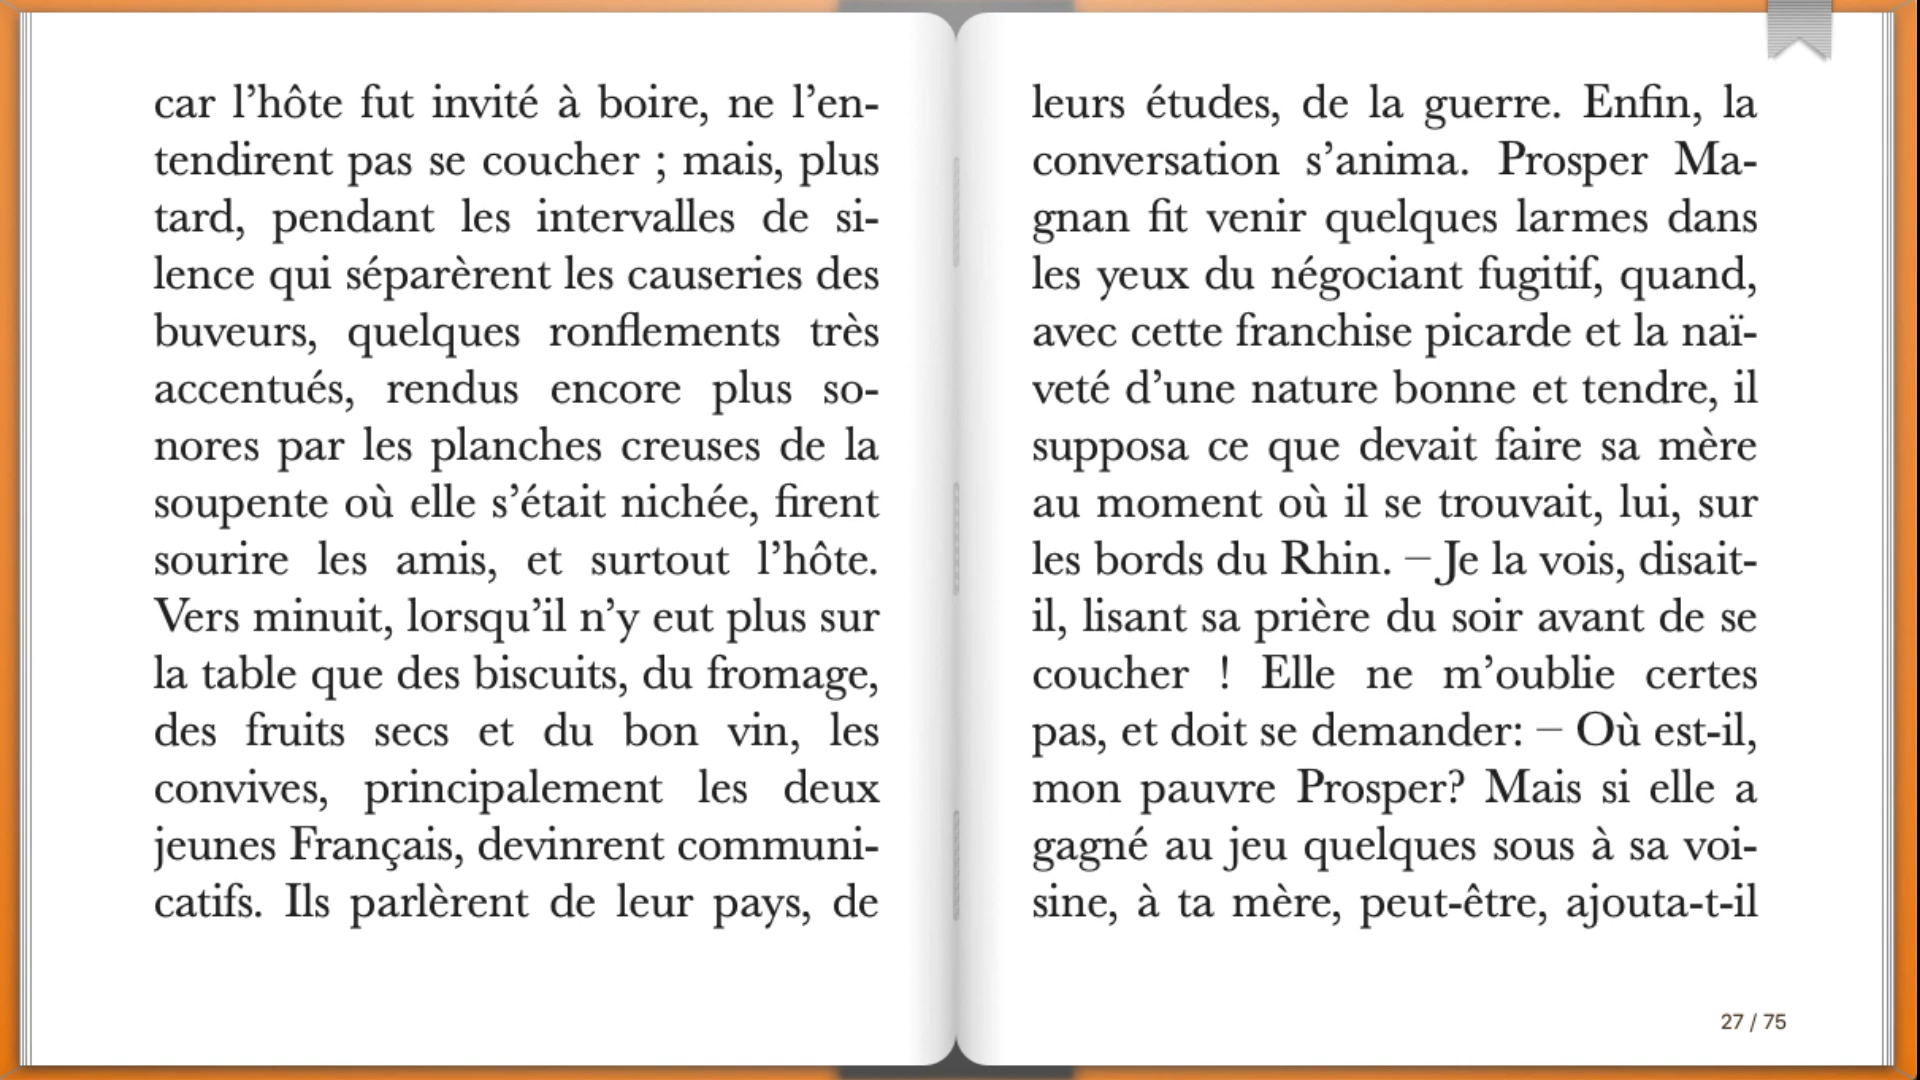 car l’hôte fut invité à boire, ne l’en-
tendirent pas se coucher ; mais, plus
tard, pendant les intervalles de si-
lence qui séparèrent les causeries des
buveurs, quelques ronflements très
accentués, rendus encore plus so-
nores par les planches creuses de la
soupente où elle s’était nichée, firent
sourire les amis, et surtout l’hôte.
Vers minuit, lorsqu’il n’y eut plus sur
la table que des biscuits, du fromage,
des fruits secs et du bon vin, les
convives, principalement les deux
jeunes Français, devinrent communi-
catifs. Ils parlèrent de leur pays, de
leurs études, de la guerre. Enfin, la
conversation s’anima. Prosper Ma-
gnan fit venir quelques larmes dans
les yeux du négociant fugitif, quand,
avec cette franchise picarde et la naï-
veté d’une nature bonne et tendre, il
supposa ce que devait faire sa mère
au moment où il se trouvait, lui, sur
les bords du Rhin. – Je la vois, disait-
il, lisant sa prière du soir avant de se
coucher ! Elle ne m’oublie certes
pas, et doit se demander: – Où est-il,
mon pauvre Prosper? Mais si elle a
gagné au jeu quelques sous à sa voi-
sine, à ta mère, peut-être, ajouta-t-il
27 / 75